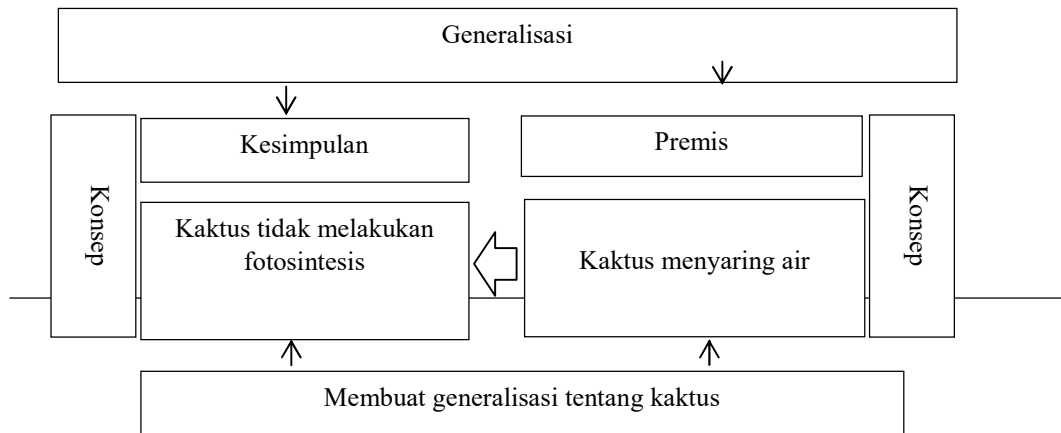 Generalisasi
Kesimpulan
Premis
Konsep
Kaktus tidak melakukan
fotosintesis
Kaktus menyaring air
Konsep
Membuat generalisasi tentang kaktus